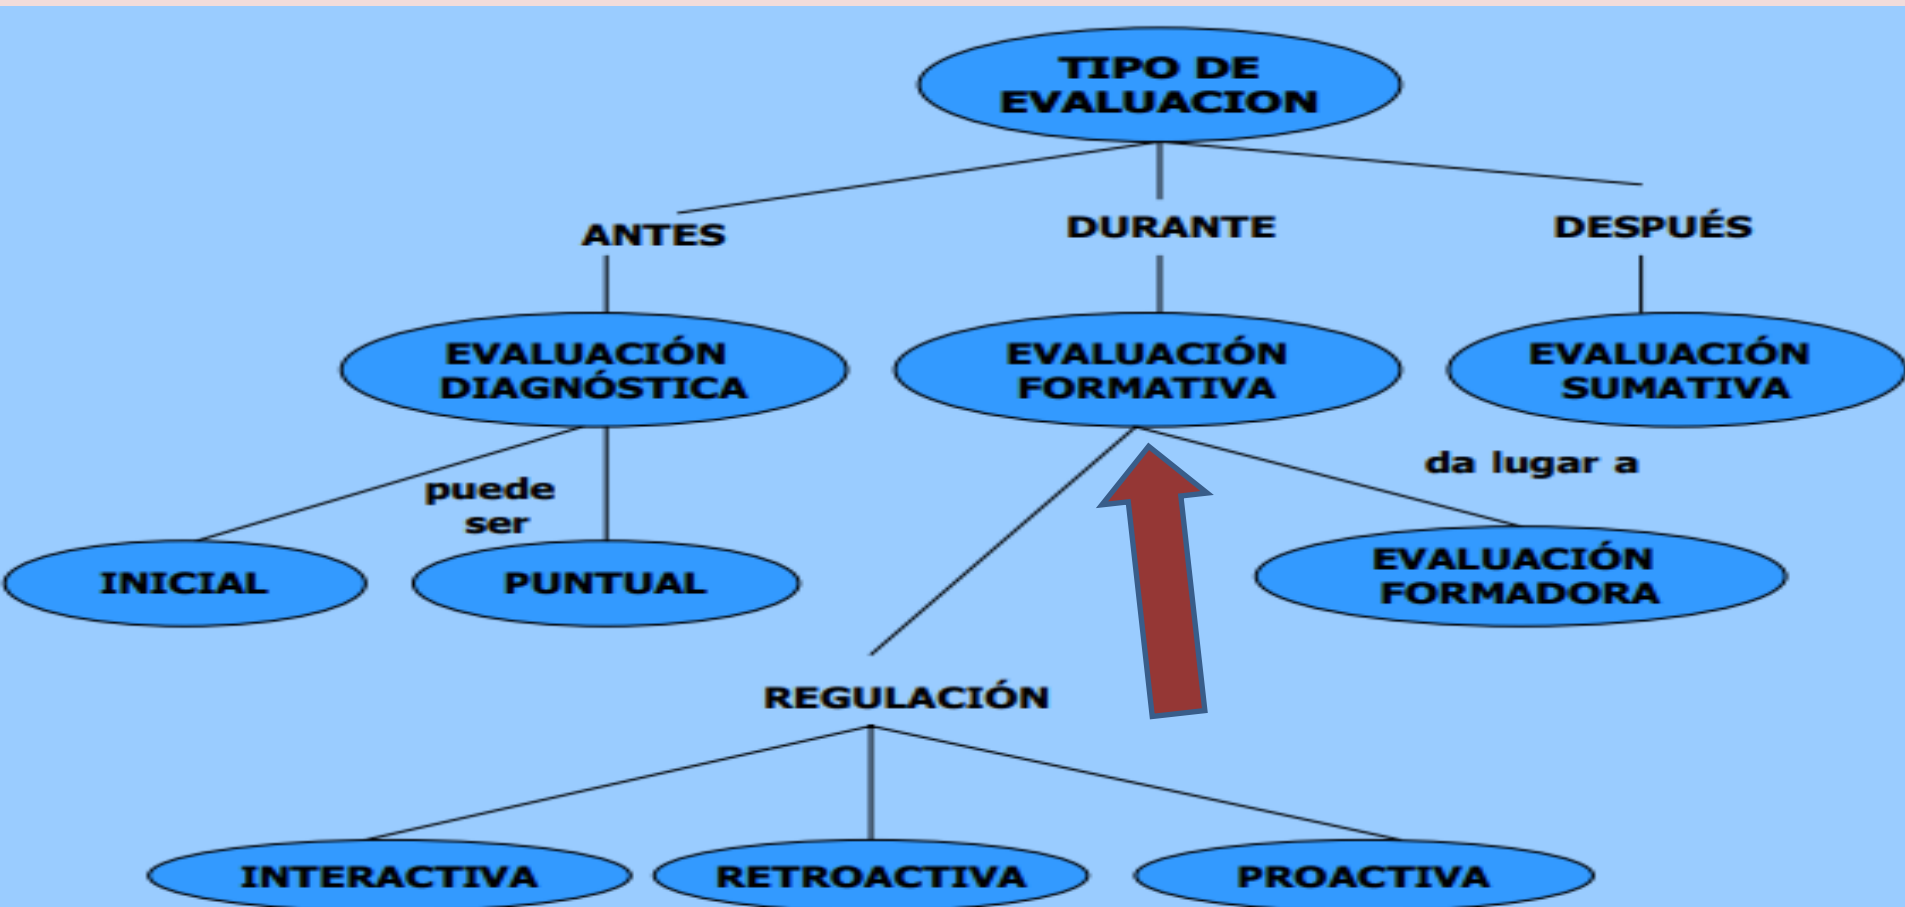 TIPO DE
EVALUACION
ANTES
DURANTE
DESPUÉS
EVALUACIÓN
DIAGNÓSTICA
EVALUACIÓN
FORMATIVA
EVALUACIÓN
SUMATIVA
puede
ser
da lugar a
INICIAL
PUNTUAL
EVALUACIÓN
FORMADORA
REGULACIÓN
INTERACTIVA
RETROACTIVA
PROACTIVA